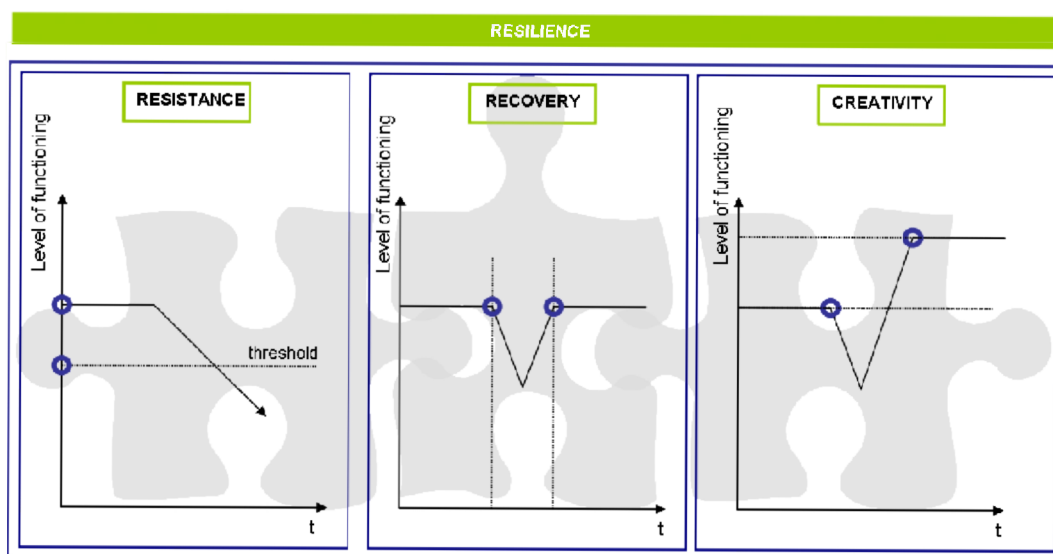 RESILIENCE
RESISTANCE
Level of functioning
threshold
t
RECOVERY
Level of functioning
t
CREATIVITY
Level of functioning
t